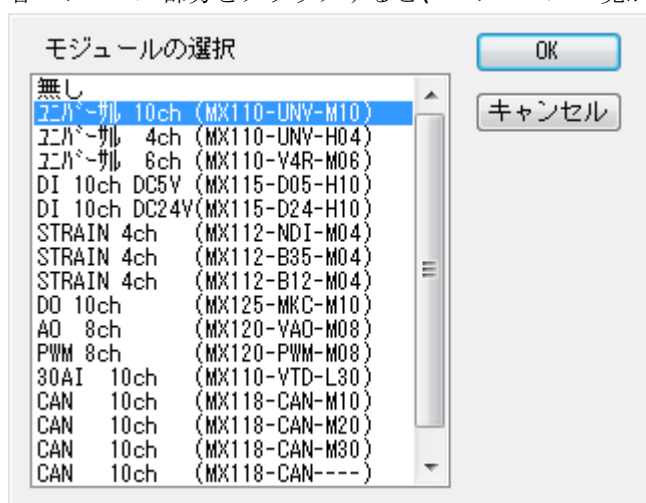 モジュールの選択
OK
キャンセル
無し
ﾕﾆﾊﾞｰｻﾙ 10ch (MX110-UNV-M10)
ﾕﾆﾊﾞｰｻﾙ 4ch (MX110-UNV-H04)
ﾕﾆﾊﾞｰｻﾙ 6ch (MX110-V4R-M06)
DI 10ch DC5V (MX115-D05-H10)
DI 10ch DC24V(MX115-D24-H10)
STRAIN 4ch (MX112-NDI-M04)
STRAIN 4ch (MX112-B35-M04)
STRAIN 4ch (MX112-B12-M04)
DO 10ch (MX125-MKC-M10)
AO 8ch (MX120-VAO-M08)
PWM 8ch (MX120-PWM-M08)
30AI 10ch (MX110-VTD-L30)
CAN 10ch (MX118-CAN-M10)
CAN 10ch (MX118-CAN-M20)
CAN 10ch (MX118-CAN-M30)
CAN 10ch (MX118-CAN----)